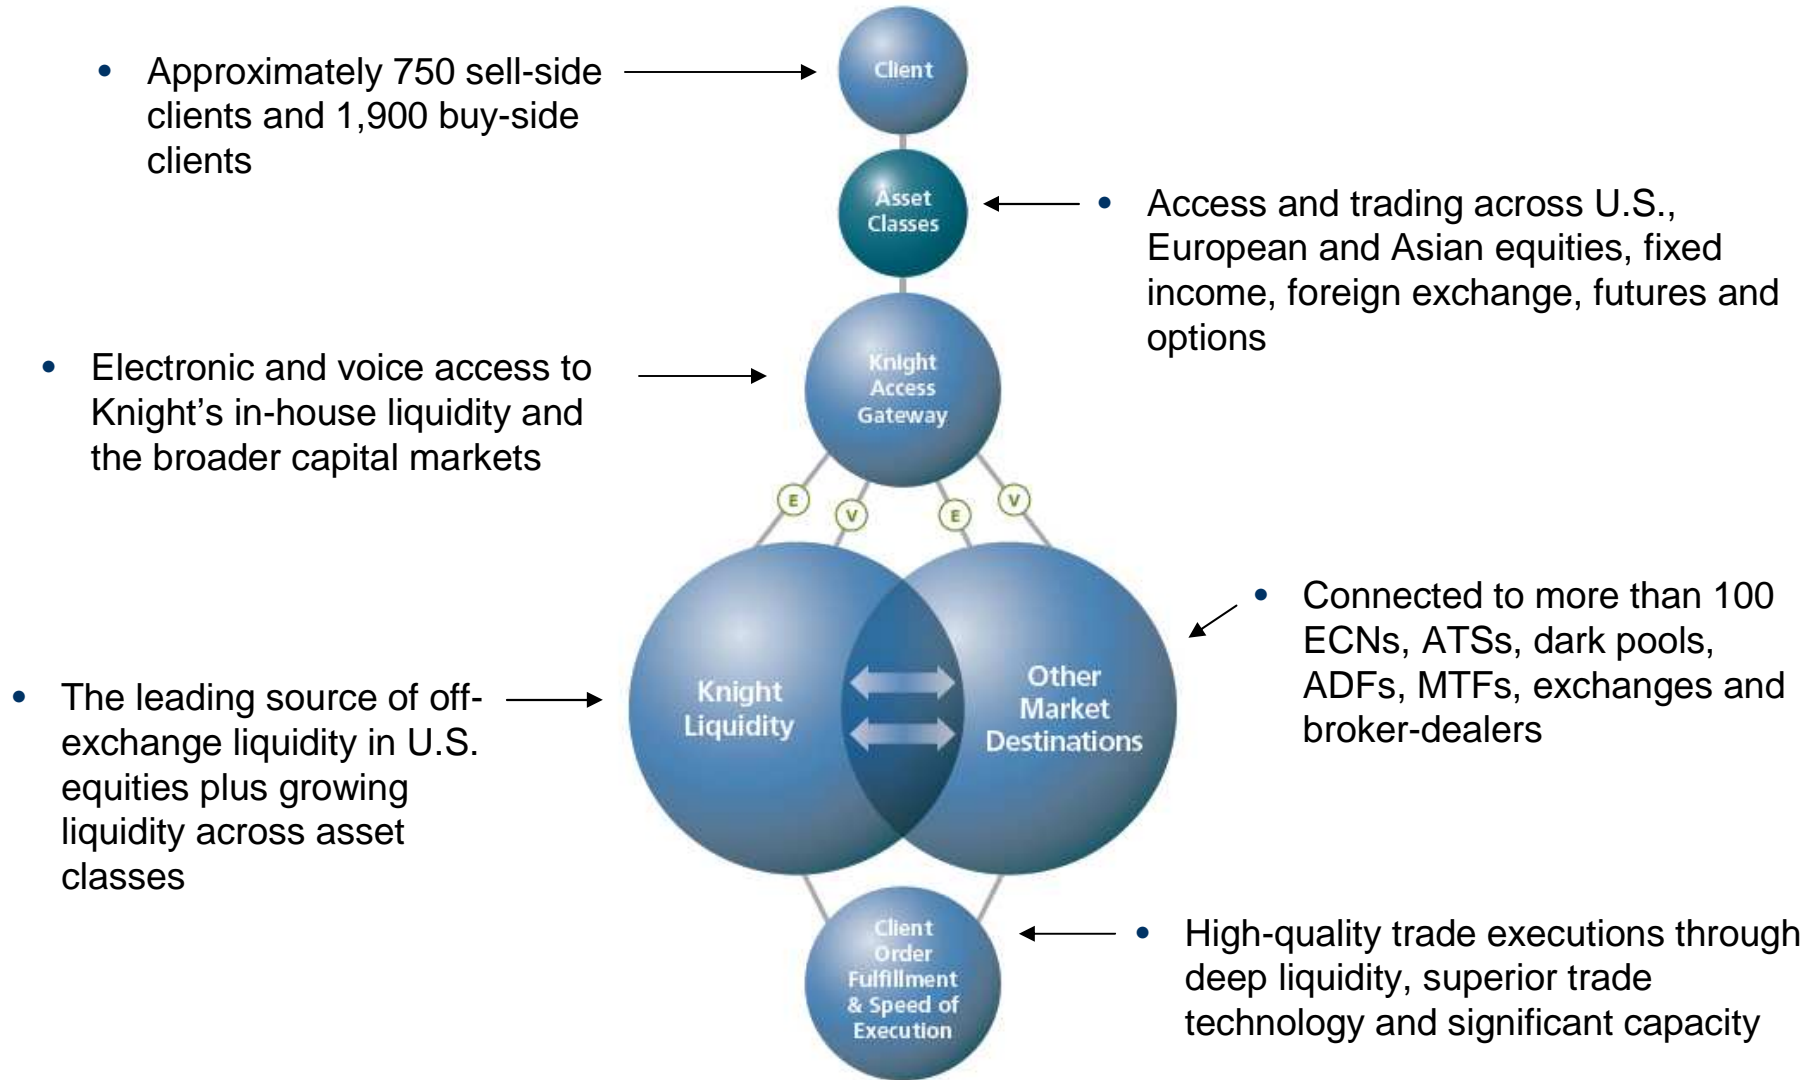 Client
• Approximately 750 sell-side
clients and 1,900 buy-side
clients
Asset
Classes
• Access and trading across U.S.,
European and Asian equities, fixed
income, foreign exchange, futures and
options
Knight
Access
Gateway
• Electronic and voice access to
Knight’s in-house liquidity and
the broader capital markets
E
V
E
V
Knight
Liquidity
Other
Market
Destinations
• Connected to more than 100
ECNs, ATSs, dark pools,
ADFs, MTFs, exchanges and
broker-dealers
• The leading source of off-
exchange liquidity in U.S.
equities plus growing
liquidity across asset
classes
Client
Order
Fulfillment
& Speed of
Execution
• High-quality trade executions through
deep liquidity, superior trade
technology and significant capacity